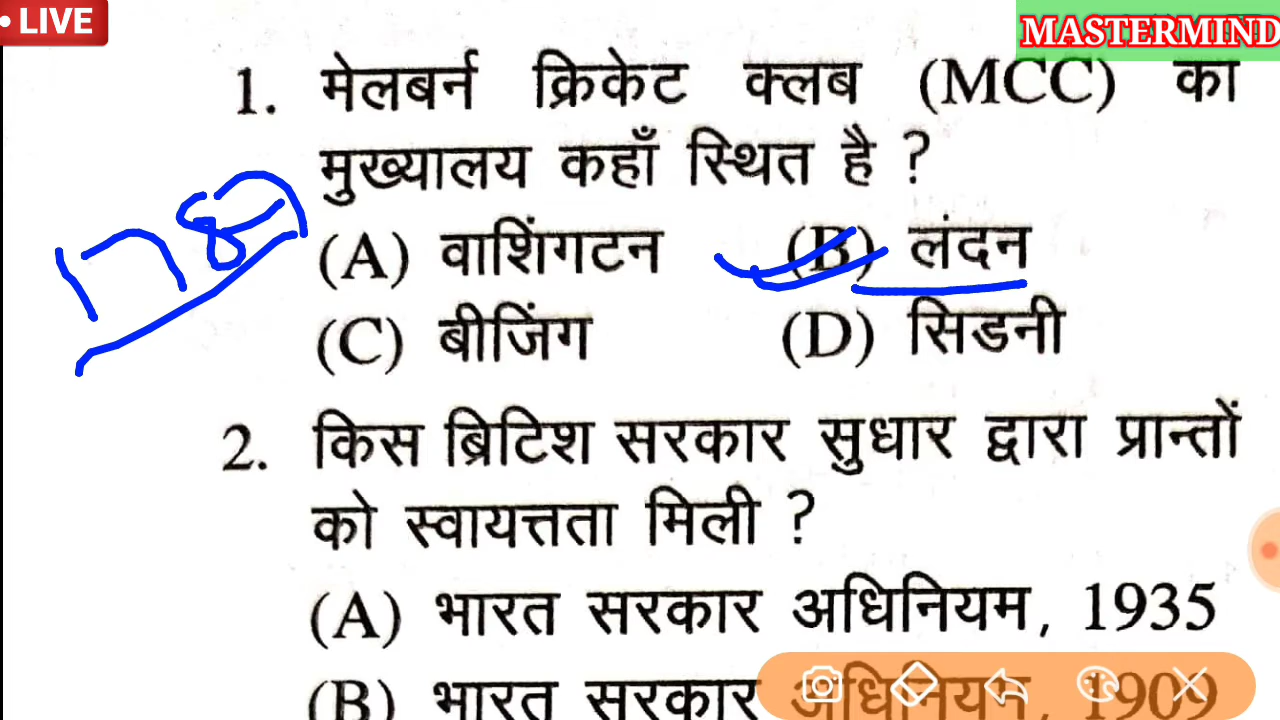 • LIVE
MASTERMIND
1. मेलबर्न क्रिकेट क्लब (MCC) का
मुख्यालय कहाँ स्थित है ?
178
(A) वाशिंगटन (B) लंदन
(C) बीजिंग (D) सिडनी
2. किस ब्रिटिश सरकार सुधार द्वारा प्रान्तों
को स्वायत्तता मिली ?
(A) भारत सरकार अधिनियम, 1935
(B) भारत सरकार अधिनियम, 1909